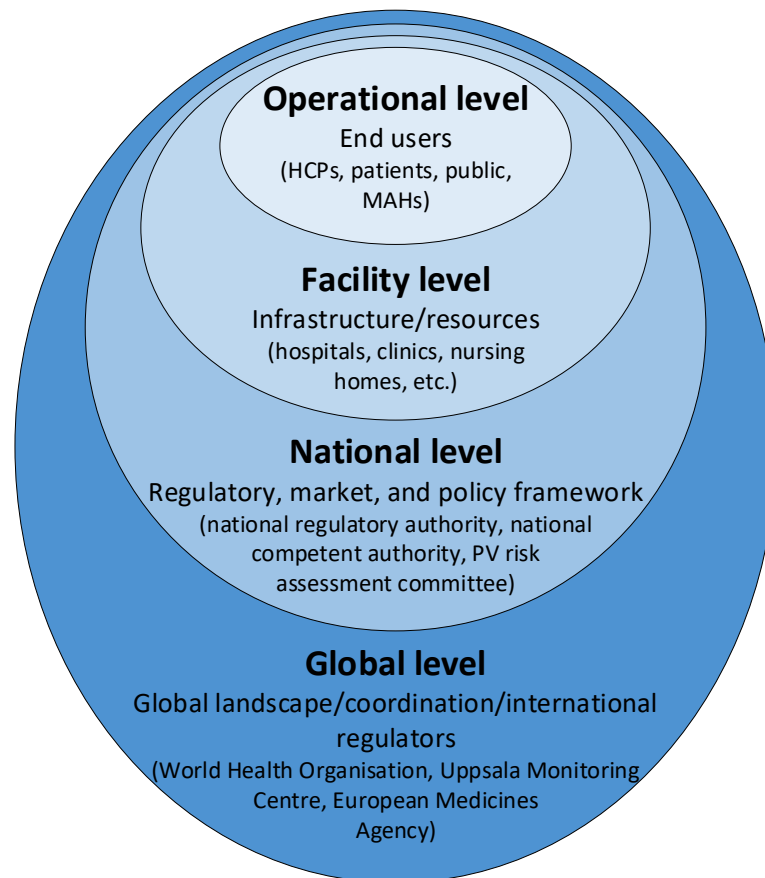 Operational level
End users
(HCPs, patients, public,
MAHs)
Facility level
Infrastructure/resources
(hospitals, clinics, nursing
homes, etc.)
National level
Regulatory, market, and policy framework
(national regulatory authority, national
competent authority, PV risk
assessment committee)
Global level
Global landscape/coordination/international
regulators
(World Health Organisation, Uppsala Monitoring
Centre, European Medicines
Agency)